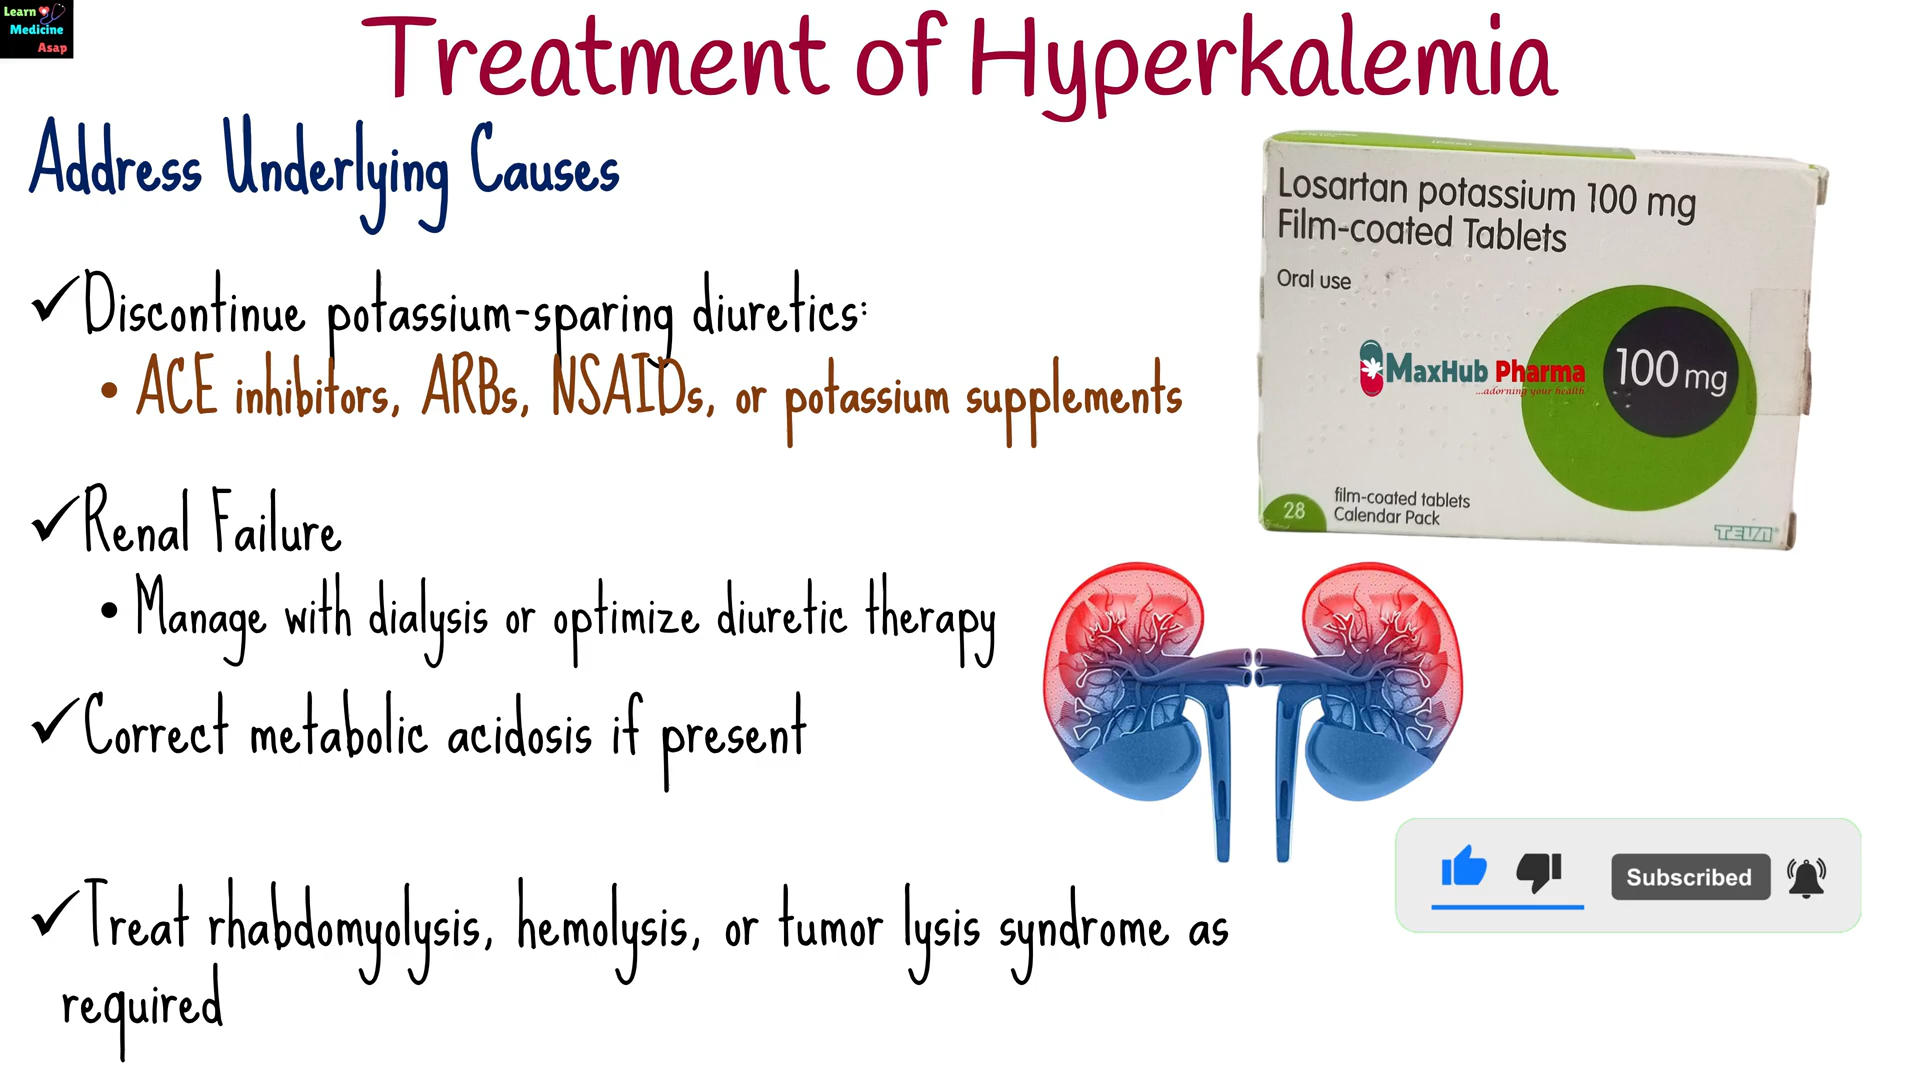 Learn
Medicine
Asap
Treatment of Hyperkalemia
Address Underlying Causes
✓Discontinue potassium-sparing diuretics:
• ACE inhibitors, ARBs, NSAIDs, or potassium supplements
✓Renal Failure
• Manage with dialysis or optimize diuretic therapy
✓Correct metabolic acidosis if present
✓Treat rhabdomyolysis, hemolysis, or tumor lysis syndrome as
required
Losartan potassium 100 mg
Film-coated Tablets
Oral use
MaxHub Pharma
...adorning your health
100 mg
28
film-coated tablets
Calendar Pack
TEVA
Subscribed